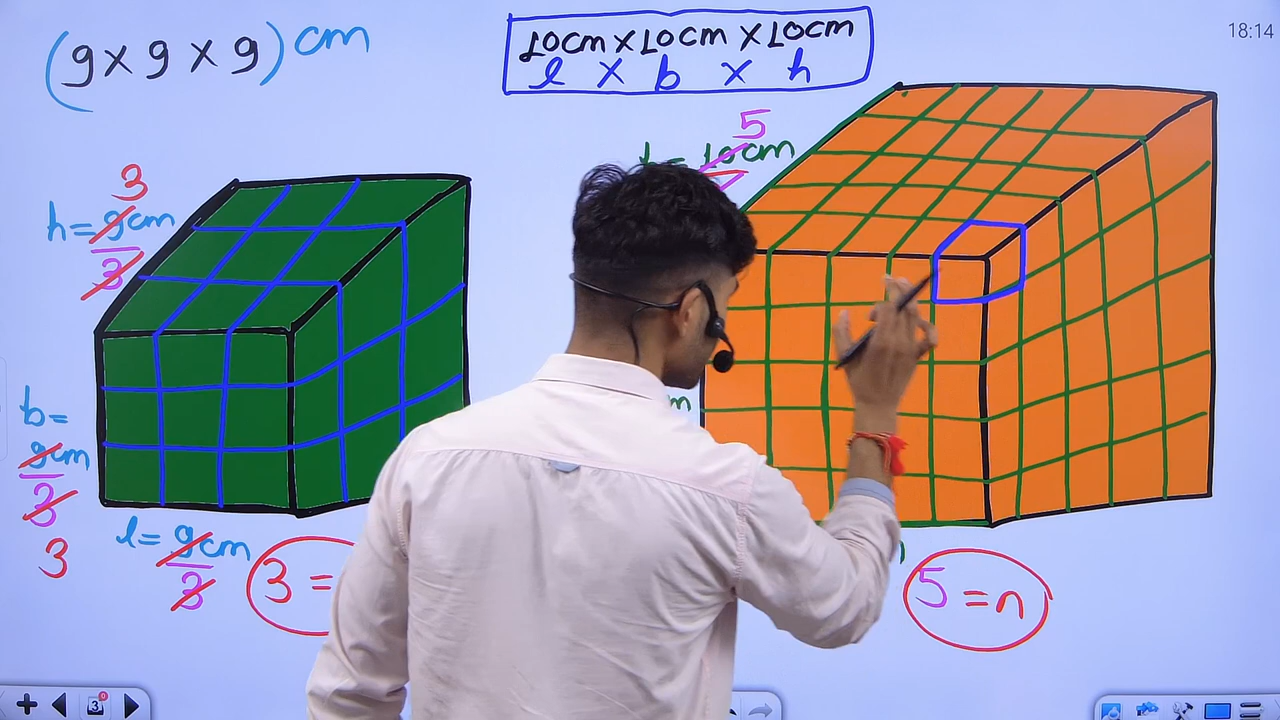 (9 x 9 x 9) cm
10cm x 10cm x 10cm
l x b x h
18:14
5
10cm
3
h = 9cm
3
b =
9cm
3
3
l = 9cm
3
3 =
5 = n
3